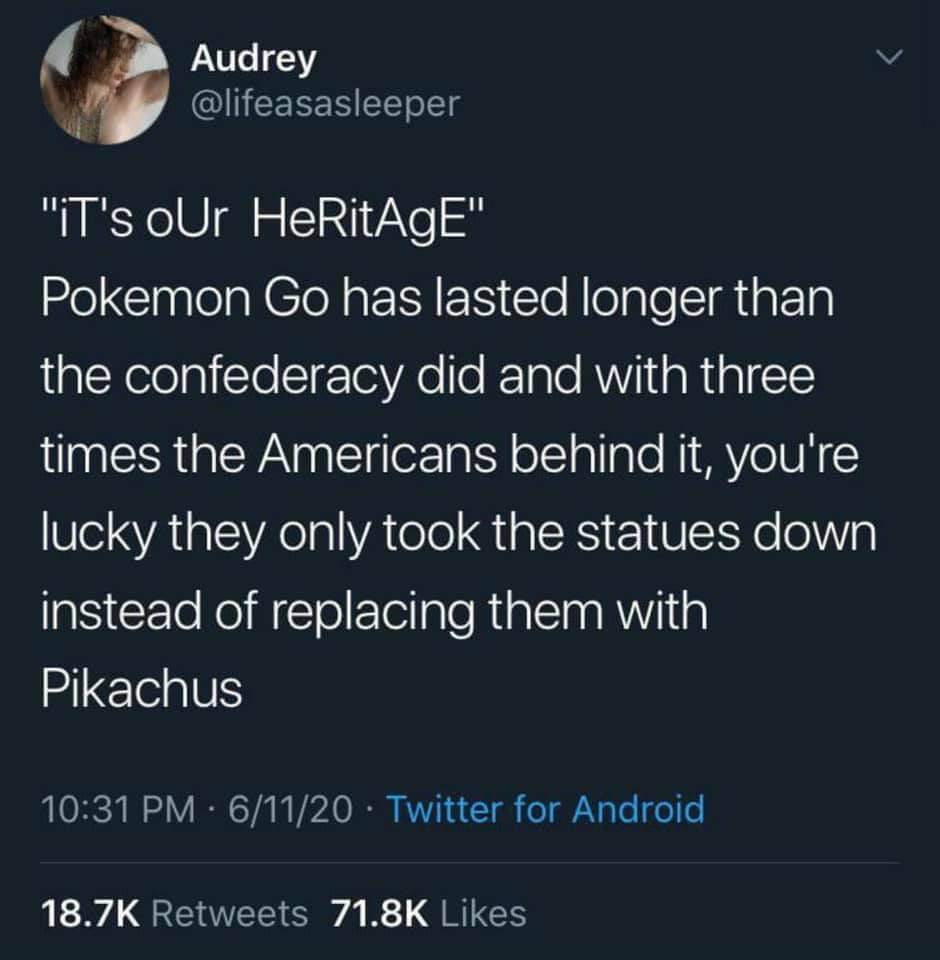 Audrey
@lifeasasleeper
"iT's oUr HeRitAgE"
Pokemon Go has lasted longer than
the confederacy did and with three
times the Americans behind it, you're
lucky they only took the statues down
instead of replacing them with
Pikachus
10:31 PM · 6/11/20 · Twitter for Android
18.7K Retweets 71.8K Likes